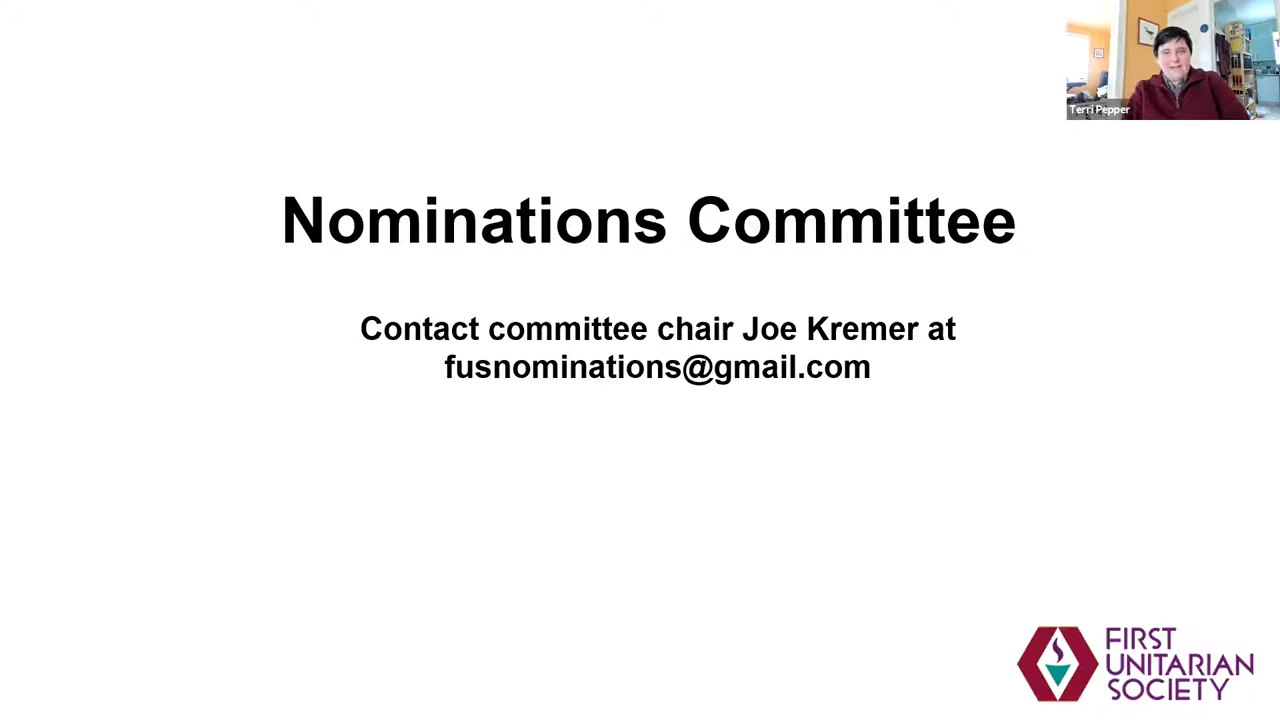 Terri Pepper
Nominations Committee
Contact committee chair Joe Kremer at
fusnominations@gmail.com
FIRST
UNITARIAN
SOCIETY